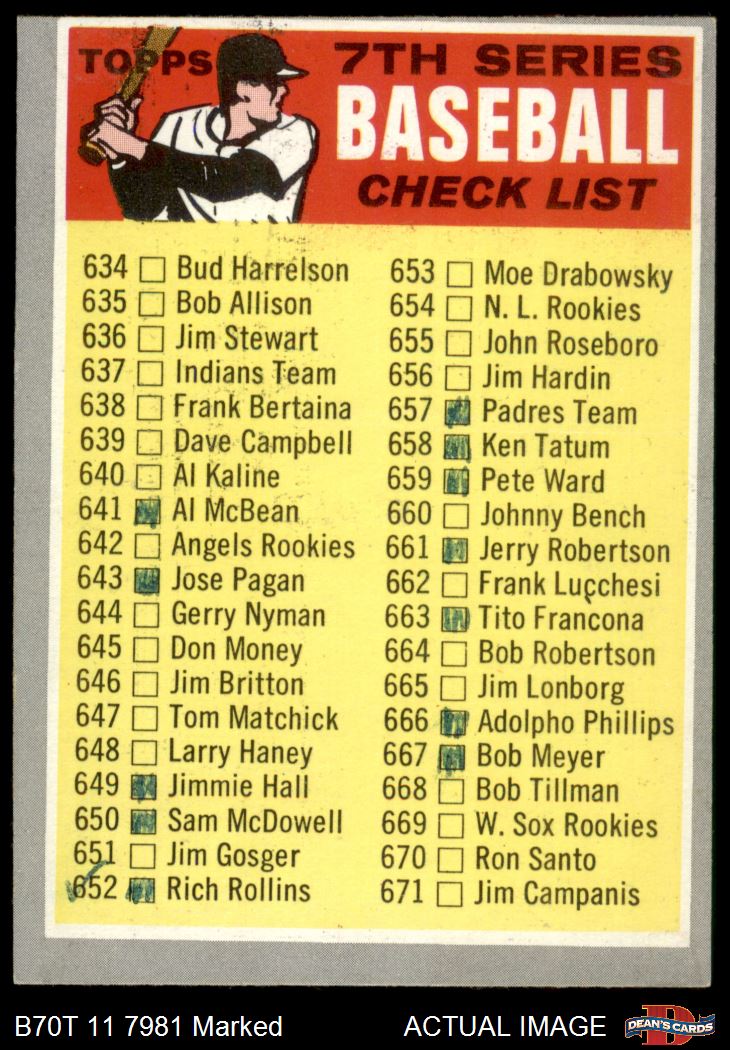 TOPPS
7TH SERIES
BASEBALL
CHECK LIST
634 Bud Harrelson
635 Bob Allison
636 Jim Stewart
637 Indians Team
638 Frank Bertaina
639 Dave Campbell
640 Al Kaline
641 Al McBean
642 Angels Rookies
643 Jose Pagan
644 Gerry Nyman
645 Don Money
646 Jim Britton
647 Tom Matchick
648 Larry Haney
649 Jimmie Hall
650 Sam McDowell
651 Jim Gosger
652 Rich Rollins
653 Moe Drabowsky
654 N. L. Rookies
655 John Roseboro
656 Jim Hardin
657 Padres Team
658 Ken Tatum
659 Pete Ward
660 Johnny Bench
661 Jerry Robertson
662 Frank Lucchesi
663 Tito Francona
664 Bob Robertson
665 Jim Lonborg
666 Adolpho Phillips
667 Bob Meyer
668 Bob Tillman
669 W. Sox Rookies
670 Ron Santo
671 Jim Campanis
B70T 11 7981 Marked
ACTUAL IMAGE
D
DEAN'S CARDS